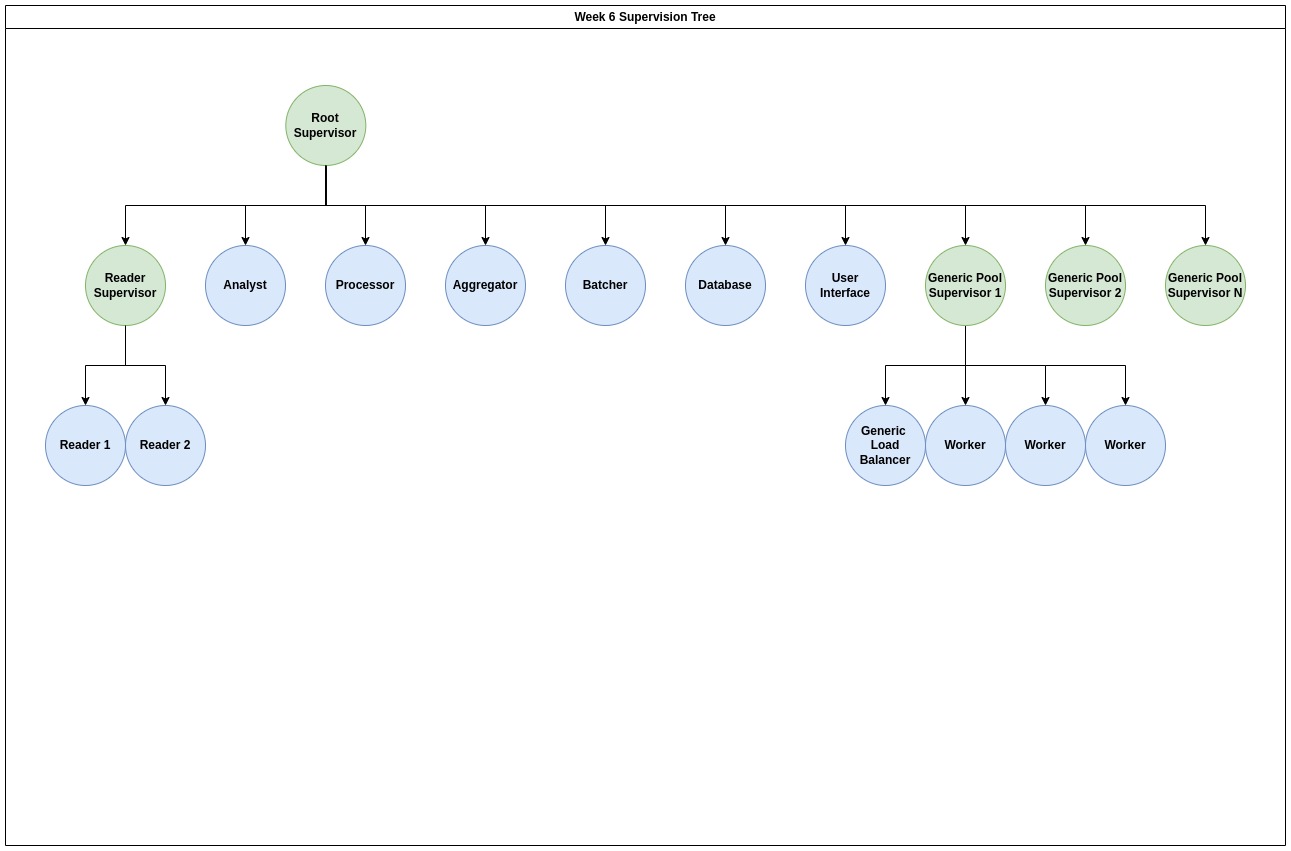 Week 6 Supervision Tree
Root
Supervisor
Reader
Supervisor
Analyst
Processor
Aggregator
Batcher
Database
User
Interface
Generic Pool
Supervisor 1
Generic Pool
Supervisor 2
Generic Pool
Supervisor N
Reader 1
Reader 2
Generic
Load
Balancer
Worker
Worker
Worker